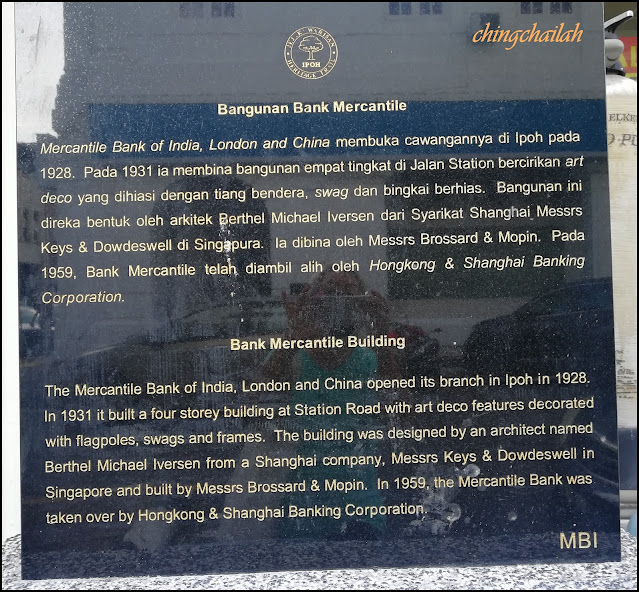 chingchailah
JEJAK WARISAN
IPOH
HERITAGE TRAIL
Bangunan Bank Mercantile
Mercantile Bank of India, London and China membuka cawangannya di Ipoh pada
1928. Pada 1931 ia membina bangunan empat tingkat di Jalan Station bercirikan art
deco yang dihiasi dengan tiang bendera, swag dan bingkai berhias. Bangunan ini
direka bentuk oleh arkitek Berthel Michael Iversen dari Syarikat Shanghai Messrs
Keys & Dowdeswell di Singapura. Ia dibina oleh Messrs Brossard & Mopin. Pada
1959, Bank Mercantile telah diambil alih oleh Hongkong & Shanghai Banking
Corporation.
Bank Mercantile Building
The Mercantile Bank of India, London and China opened its branch in Ipoh in 1928.
In 1931 it built a four storey building at Station Road with art deco features decorated
with flagpoles, swags and frames. The building was designed by an architect named
Berthel Michael Iversen from a Shanghai company, Messrs Keys & Dowdeswell in
Singapore and built by Messrs Brossard & Mopin. In 1959, the Mercantile Bank was
taken over by Hongkong & Shanghai Banking Corporation.
MBI